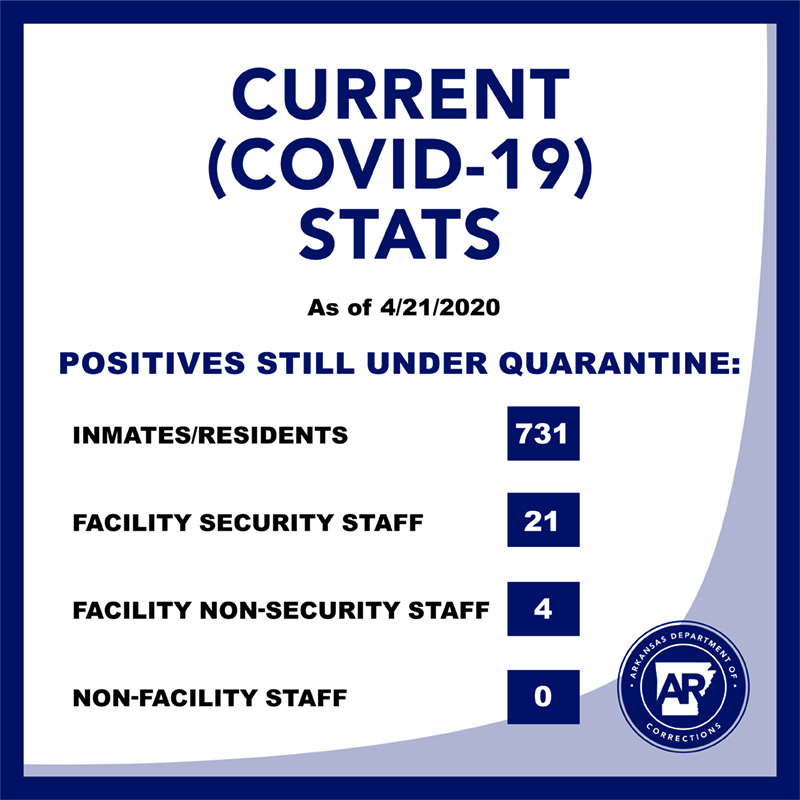 CURRENT
(COVID-19)
STATS
As of 4/21/2020
POSITIVES STILL UNDER QUARANTINE:
INMATES/RESIDENTS 731
FACILITY SECURITY STAFF 21
FACILITY NON-SECURITY STAFF 4
NON-FACILITY STAFF 0
ARKANSAS DEPARTMENT OF
AR
CORRECTIONS